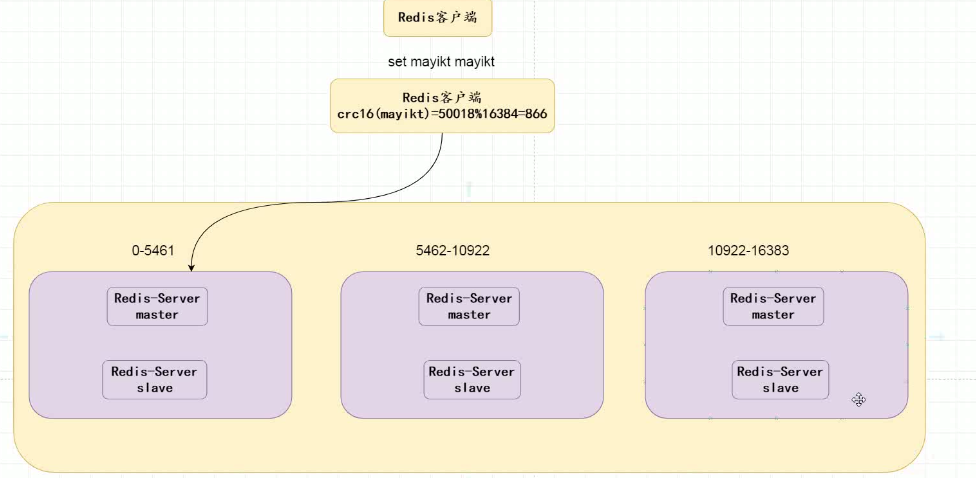 Redis客户端
set mayikt mayikt
Redis客户端
crc16(mayikt)=50018%16384=866
0-5461
5462-10922
10922-16383
Redis-Server
master
Redis-Server
master
Redis-Server
master
Redis-Server
slave
Redis-Server
slave
Redis-Server
slave